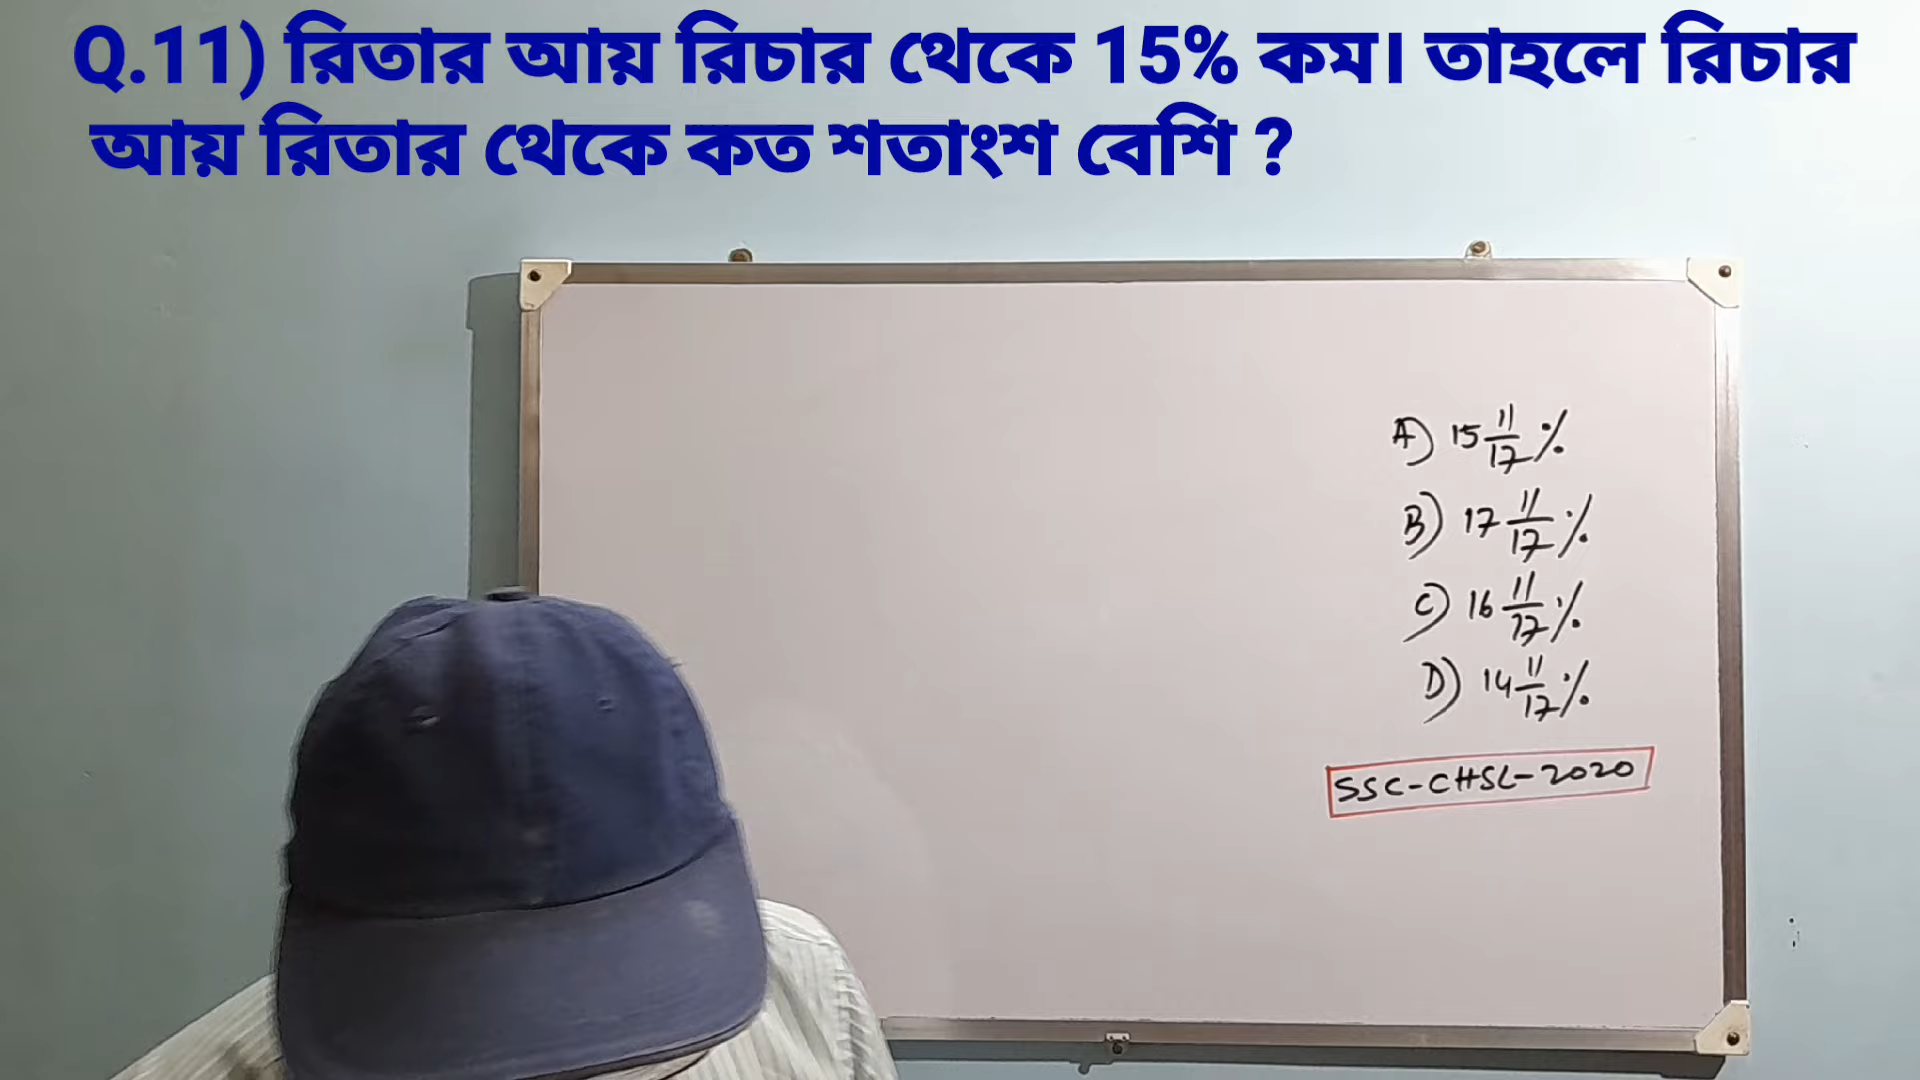 Q.11) রিতার আয় রিচার থেকে 15% কম। তাহলে রিচার
আয় রিতার থেকে কত শতাংশ বেশি ?
A) 15 11/17 %
B) 17 11/17 %
C) 16 11/17 %
D) 14 11/17 %
SSC-CHSL-2020